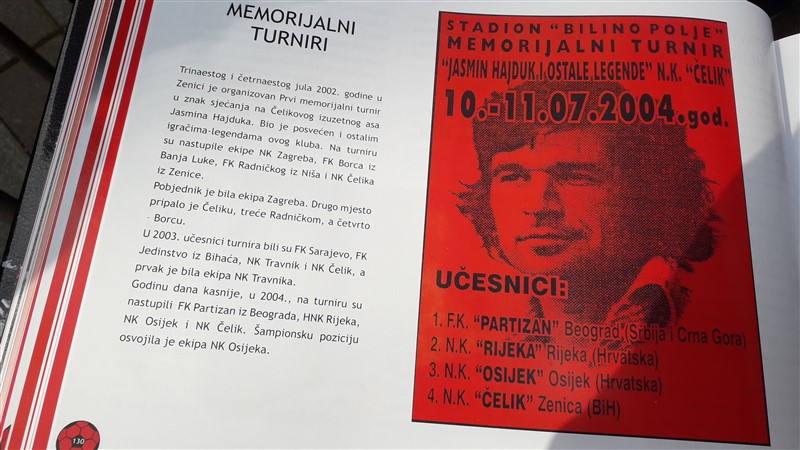 MEMORIJALNI
TURNIRI
Trinaestog i četrnaestog jula 2002. godine u
Zenici je organizovan Prvi memorijalni turnir
u znak sjećanja na Čelikovog izuzetnog asa
Jasmina Hajduka. Bio je posvećen i ostalim
igračima-legendama ovog kluba. Na turniru
su nastupile ekipe NK Zagreba, FK Borca iz
Banja Luke, FK Radničkog iz Niša i NK Čelika
iz Zenice.
Pobjednik je bila ekipa Zagreba. Drugo mjesto
pripalo je Čeliku, treće Radničkom, a četvrto
- Borcu.
U 2003. učesnici turnira bili su FK Sarajevo, FK
Jedinstvo iz Bihaća, NK Travnik i NK Čelik, a
prvak je bila ekipa NK Travnika.
Godinu dana kasnije, u 2004., na turniru su
nastupili FK Partizan iz Beograda, HNK Rijeka,
NK Osijek i NK Čelik. Šampionsku poziciju
osvojila je ekipa NK Osijeka.
130
STADION "BILINO POLJE"
MEMORIJALNI TURNIR
"JASMIN HAJDUK I OSTALE LEGENDE" N.K. "ČELIK"
10.-11.07.2004.god.
UČESNICI:
1. F.K. "PARTIZAN" Beograd (Srbija i Crna Gora)
2. N.K. "RIJEKA" Rijeka (Hrvatska)
3. N.K. "OSIJEK" Osijek (Hrvatska)
4. N.K. "ČELIK" Zenica (BiH)